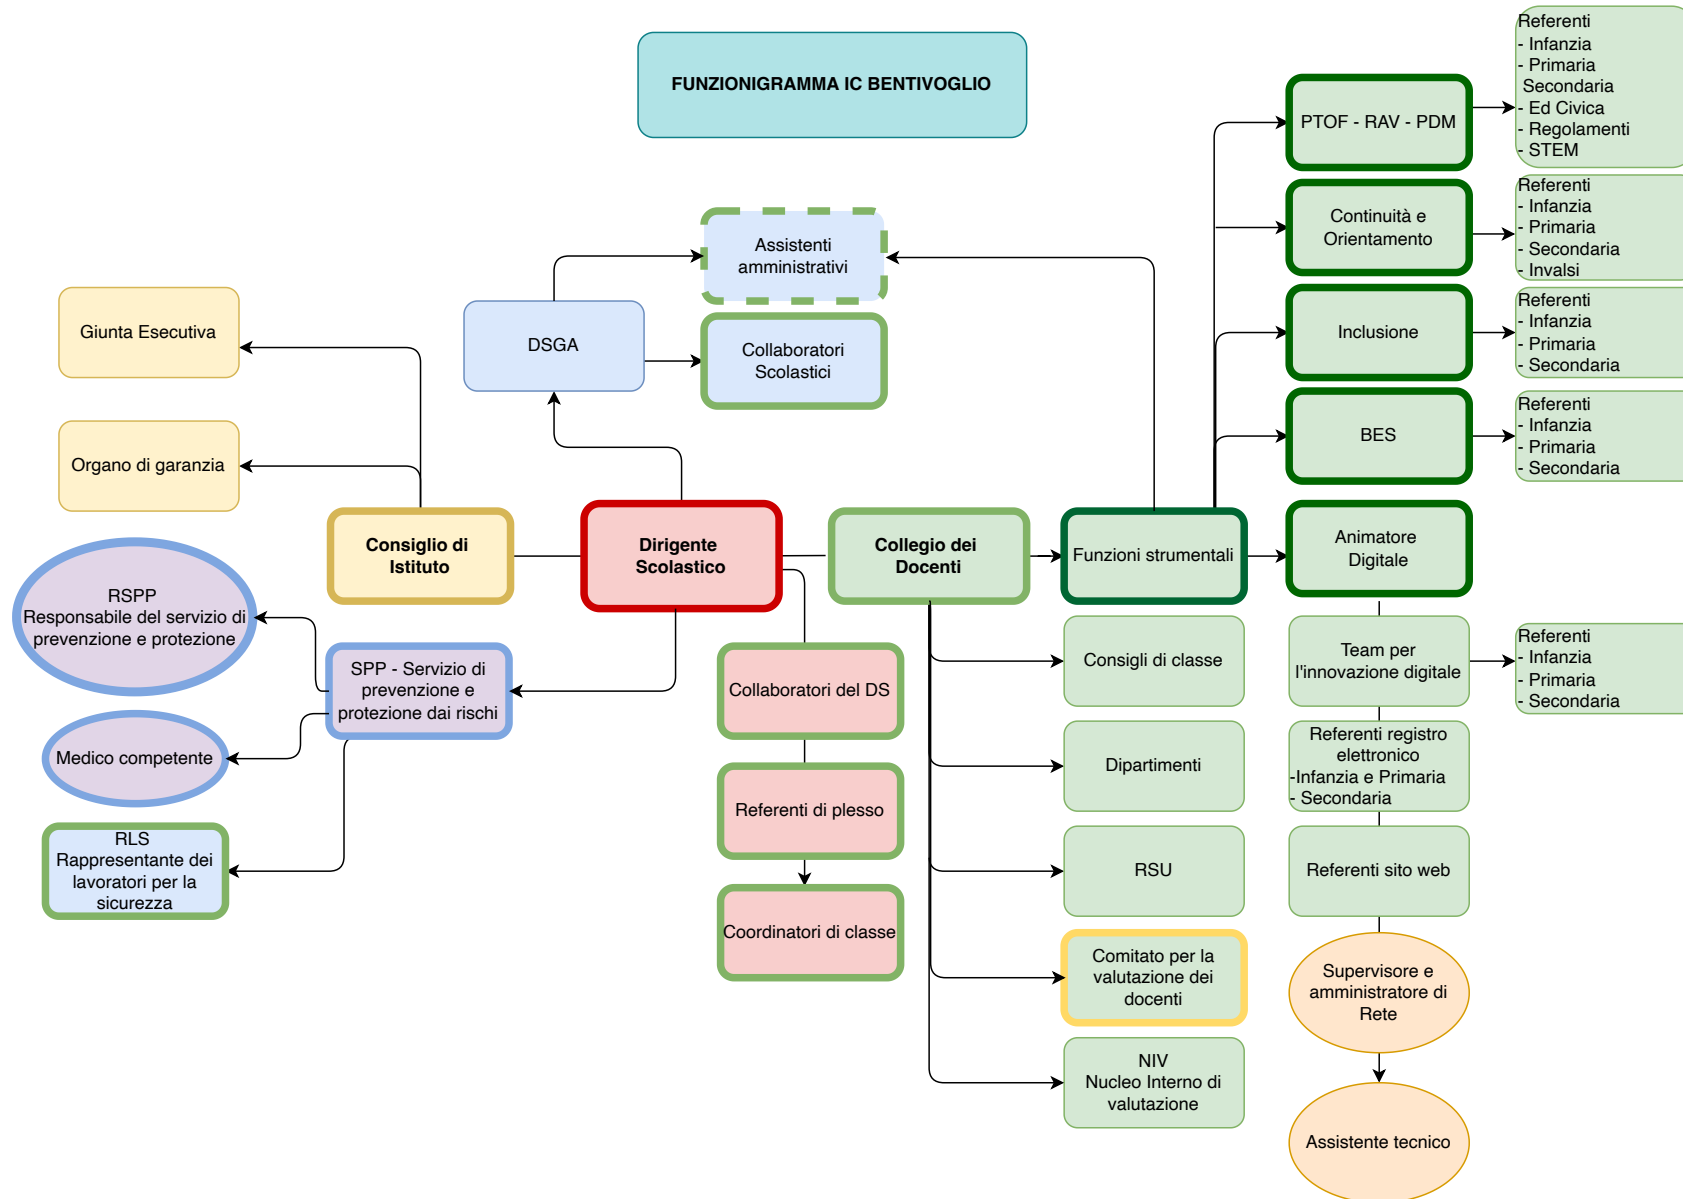 FUNZIONIGRAMMA IC BENTIVOGLIO
Giunta Esecutiva
Organo di garanzia
Consiglio di
Istituto
RSPP
Responsabile del servizio di
prevenzione e protezione
SPP - Servizio di
prevenzione e
protezione dai rischi
Medico competente
RLS
Rappresentante dei
lavoratori per la
sicurezza
DSGA
Assistenti
amministrativi
Collaboratori
Scolastici
Dirigente
Scolastico
Collaboratori del DS
Referenti di plesso
Coordinatori di classe
Collegio dei
Docenti
Funzioni strumentali
Consigli di classe
Dipartimenti
RSU
Comitato per la
valutazione dei
docenti
NIV
Nucleo Interno di
valutazione
PTOF - RAV - PDM
Referenti
- Infanzia
- Primaria
Secondaria
- Ed Civica
- Regolamenti
- STEM
Continuità e
Orientamento
Referenti
- Infanzia
- Primaria
- Secondaria
- Invalsi
Inclusione
Referenti
- Infanzia
- Primaria
- Secondaria
BES
Referenti
- Infanzia
- Primaria
- Secondaria
Animatore
Digitale
Team per
l'innovazione digitale
Referenti
- Infanzia
- Primaria
- Secondaria
Referenti registro
elettronico
-Infanzia e Primaria
- Secondaria
Referenti sito web
Supervisore e
amministratore di
Rete
Assistente tecnico